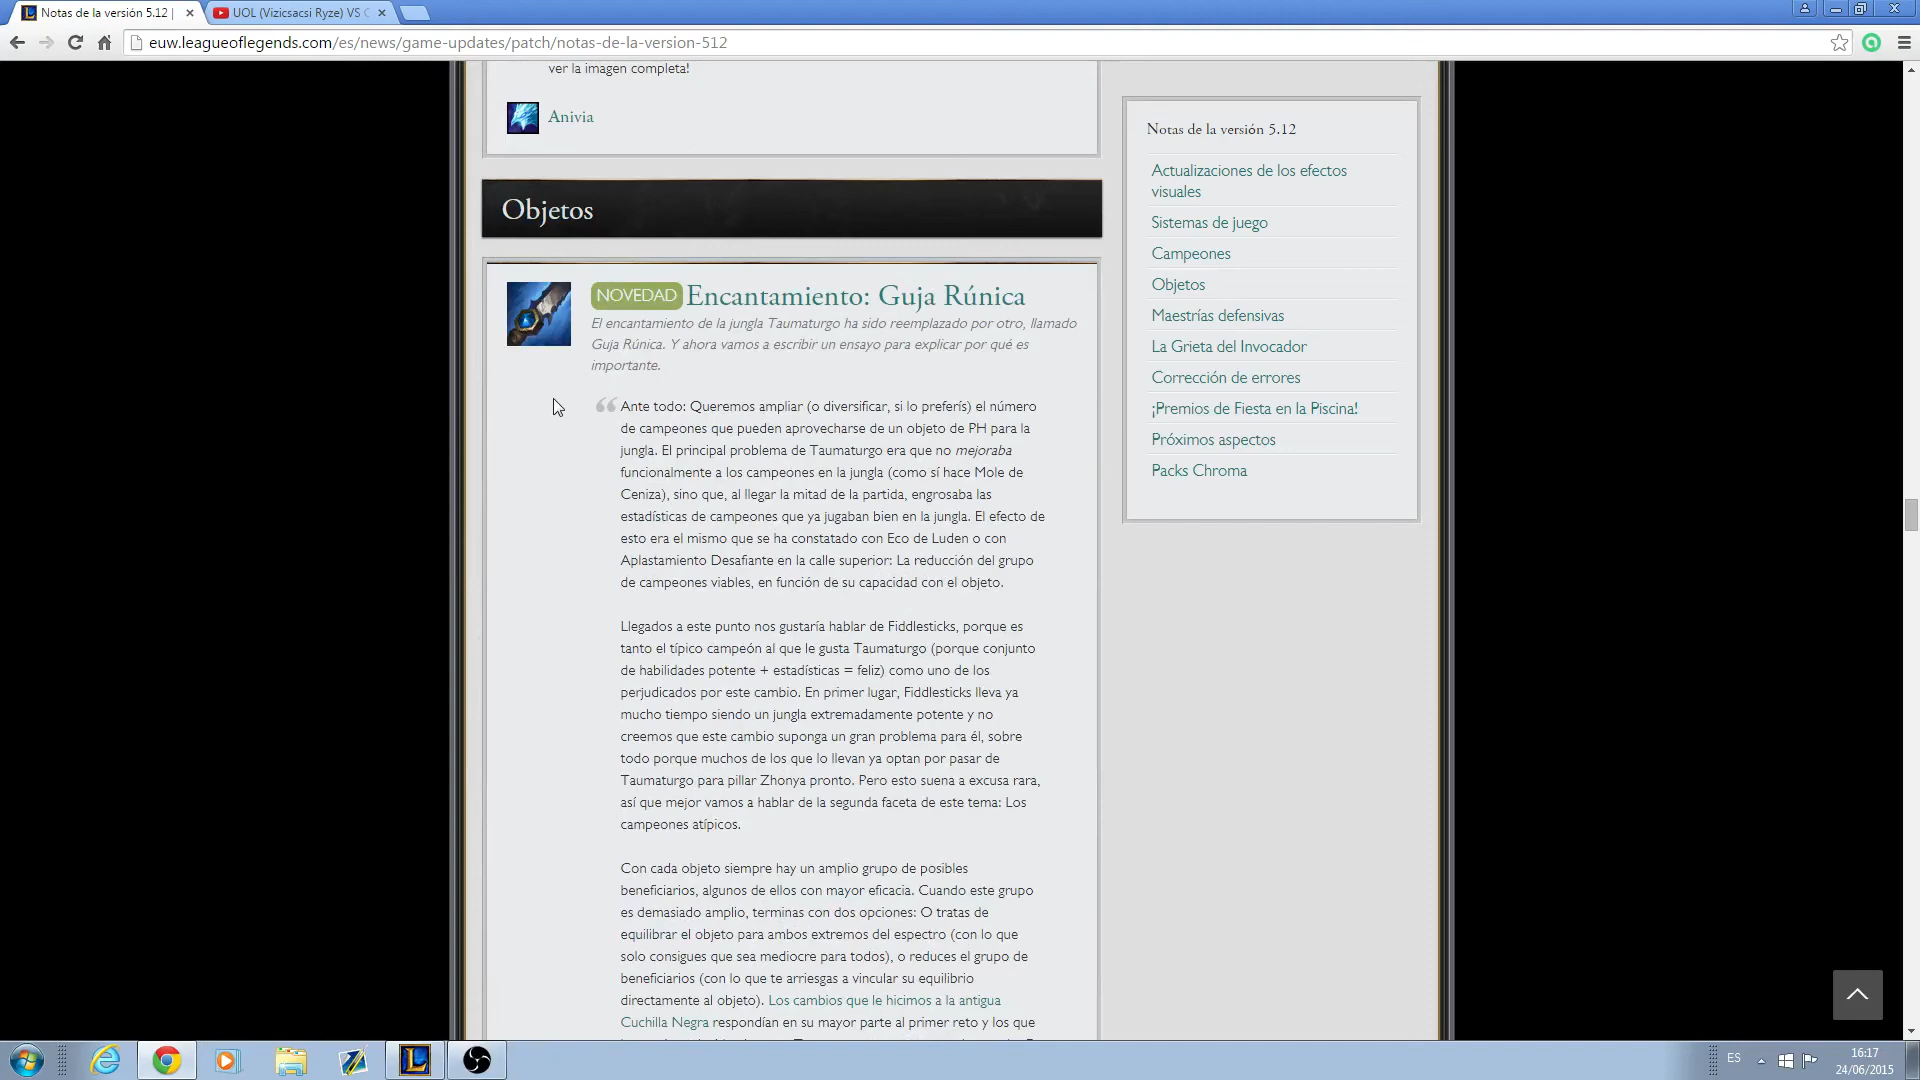 Notas de la versión 5.12 |
UOL (Vizicsacsi Ryze) VS
euw.leagueoflegends.com/es/news/game-updates/patch/notas-de-la-version-512
ver la imagen completa!
Anivia
Objetos
NOVEDAD Encantamiento: Guja Rúnica
El encantamiento de la jungla Taumaturgo ha sido reemplazado por otro, llamado
Guja Rúnica. Y ahora vamos a escribir un ensayo para explicar por qué es
importante.
Ante todo: Queremos ampliar (o diversificar, si lo preferís) el número
de campeones que pueden aprovecharse de un objeto de PH para la
jungla. El principal problema de Taumaturgo era que no mejoraba
funcionalmente a los campeones en la jungla (como sí hace Mole de
Ceniza), sino que, al llegar la mitad de la partida, engrosaba las
estadísticas de campeones que ya jugaban bien en la jungla. El efecto de
esto era el mismo que se ha constatado con Eco de Luden o con
Aplastamiento Desafiante en la calle superior: La reducción del grupo
de campeones viables, en función de su capacidad con el objeto.
Llegados a este punto nos gustaría hablar de Fiddlesticks, porque es
tanto el típico campeón al que le gusta Taumaturgo (porque conjunto
de habilidades potente + estadísticas = feliz) como uno de los
perjudicados por este cambio. En primer lugar, Fiddlesticks lleva ya
mucho tiempo siendo un jungla extremadamente potente y no
creemos que este cambio suponga un gran problema para él, sobre
todo porque muchos de los que lo llevan ya optan por pasar de
Taumaturgo para pillar Zhonya pronto. Pero esto suena a excusa rara,
así que mejor vamos a hablar de la segunda faceta de este tema: Los
campeones atípicos.
Con cada objeto siempre hay un amplio grupo de posibles
beneficiarios, algunos de ellos con mayor eficacia. Cuando este grupo
es demasiado amplio, terminas con dos opciones: O tratas de
equilibrar el objeto para ambos extremos del espectro (con lo que
solo consigues que sea mediocre para todos), o reduces el grupo de
beneficiarios (con lo que te arriesgas a vincular su equilibrio
directamente al objeto). Los cambios que le hicimos a la antigua
Cuchilla Negra respondían en su mayor parte al primer reto y los que
Notas de la versión 5.12
Actualizaciones de los efectos
visuales
Sistemas de juego
Campeones
Objetos
Maestrías defensivas
La Grieta del Invocador
Corrección de errores
¡Premios de Fiesta en la Piscina!
Próximos aspectos
Packs Chroma
ES
16:17
24/06/2015